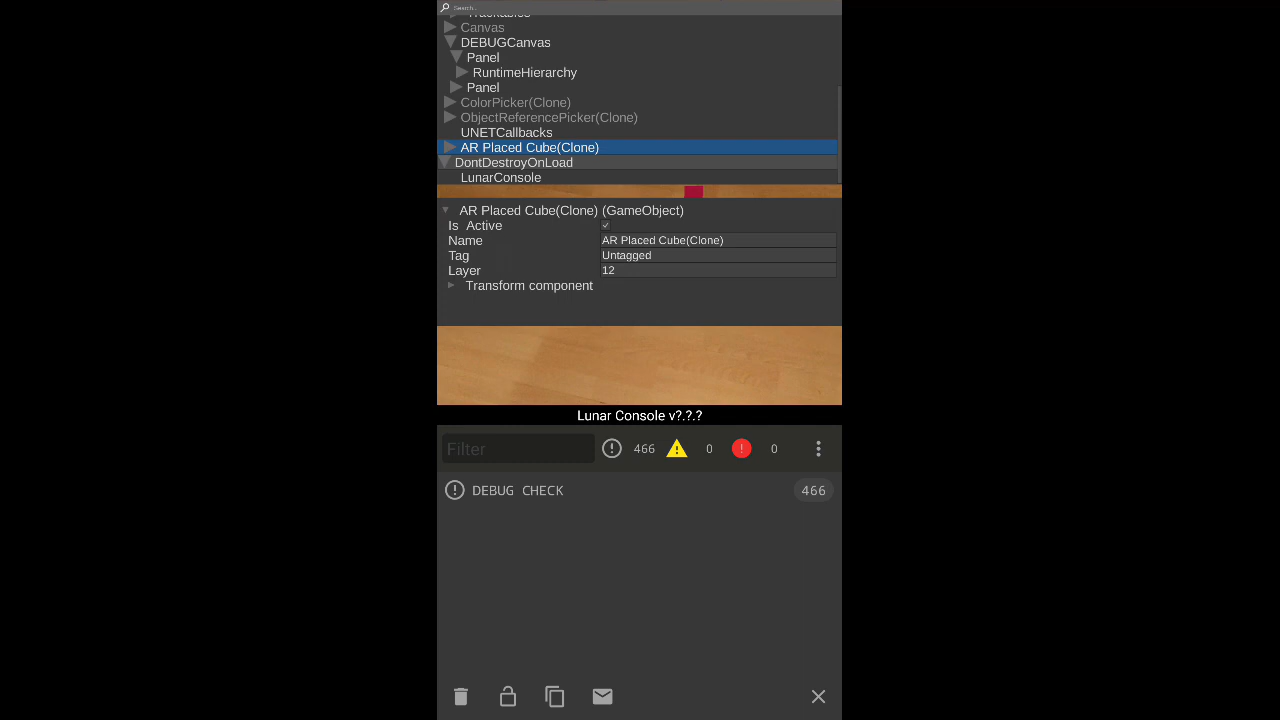 Search...
Trackables
Canvas
DEBUGCanvas
Panel
RuntimeHierarchy
Panel
ColorPicker(Clone)
ObjectReferencePicker(Clone)
UNETCallbacks
AR Placed Cube(Clone)
DontDestroyOnLoad
LunarConsole
AR Placed Cube(Clone) (GameObject)
Is Active
Name AR Placed Cube(Clone)
Tag Untagged
Layer 12
Transform component
Lunar Console v?.?.?
Filter 466 0 0
DEBUG CHECK 466